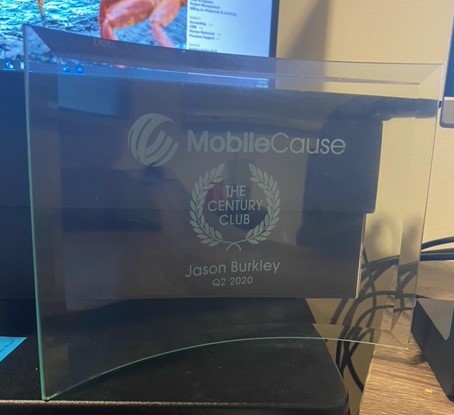 MobileCause
THE
CENTURY
CLUB
Jason Burkley
Q2 2020